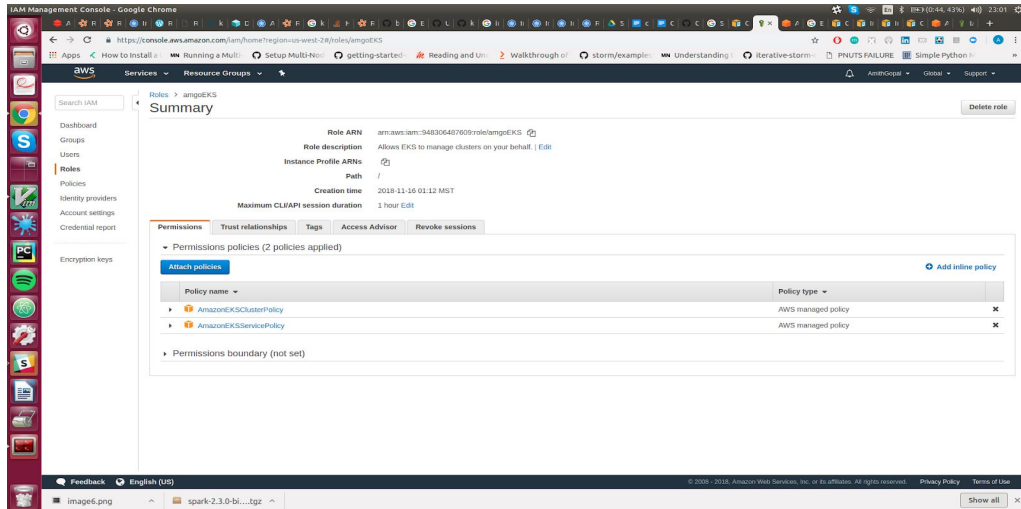 IAM Management Console - Google Chrome
En (0:44, 43%) 23:01
https://console.aws.amazon.com/iam/home?region=us-west-2#/roles/amgoEKS
Apps How to Install a Running a Multi- Setup Multi-Nod getting-started- Reading and Un Walkthrough of storm/example Understanding iterative-storm- PNUTS FAILURE Simple Python
aws Services Resource Groups AmithGopal Global Support
Search IAM
Dashboard
Groups
Users
Roles
Policies
Identity providers
Account settings
Credential report
Encryption keys
Roles > amgoEKS
Summary
Delete role
Role ARN arn:aws:iam::948306487609:role/amgoEKS
Role description Allows EKS to manage clusters on your behalf. | Edit
Instance Profile ARNs
Path /
Creation time 2018-11-16 01:12 MST
Maximum CLI/API session duration 1 hour Edit
Permissions Trust relationships Tags Access Advisor Revoke sessions
Permissions policies (2 policies applied)
Attach policies Add inline policy
Policy name Policy type
AmazonEKSClusterPolicy AWS managed policy
AmazonEKSServicePolicy AWS managed policy
Permissions boundary (not set)
Feedback English (US) © 2008 - 2018, Amazon Web Services, Inc. or its affiliates. All rights reserved. Privacy Policy Terms of Use
image6.png spark-2.3.0-bi....tgz Show all